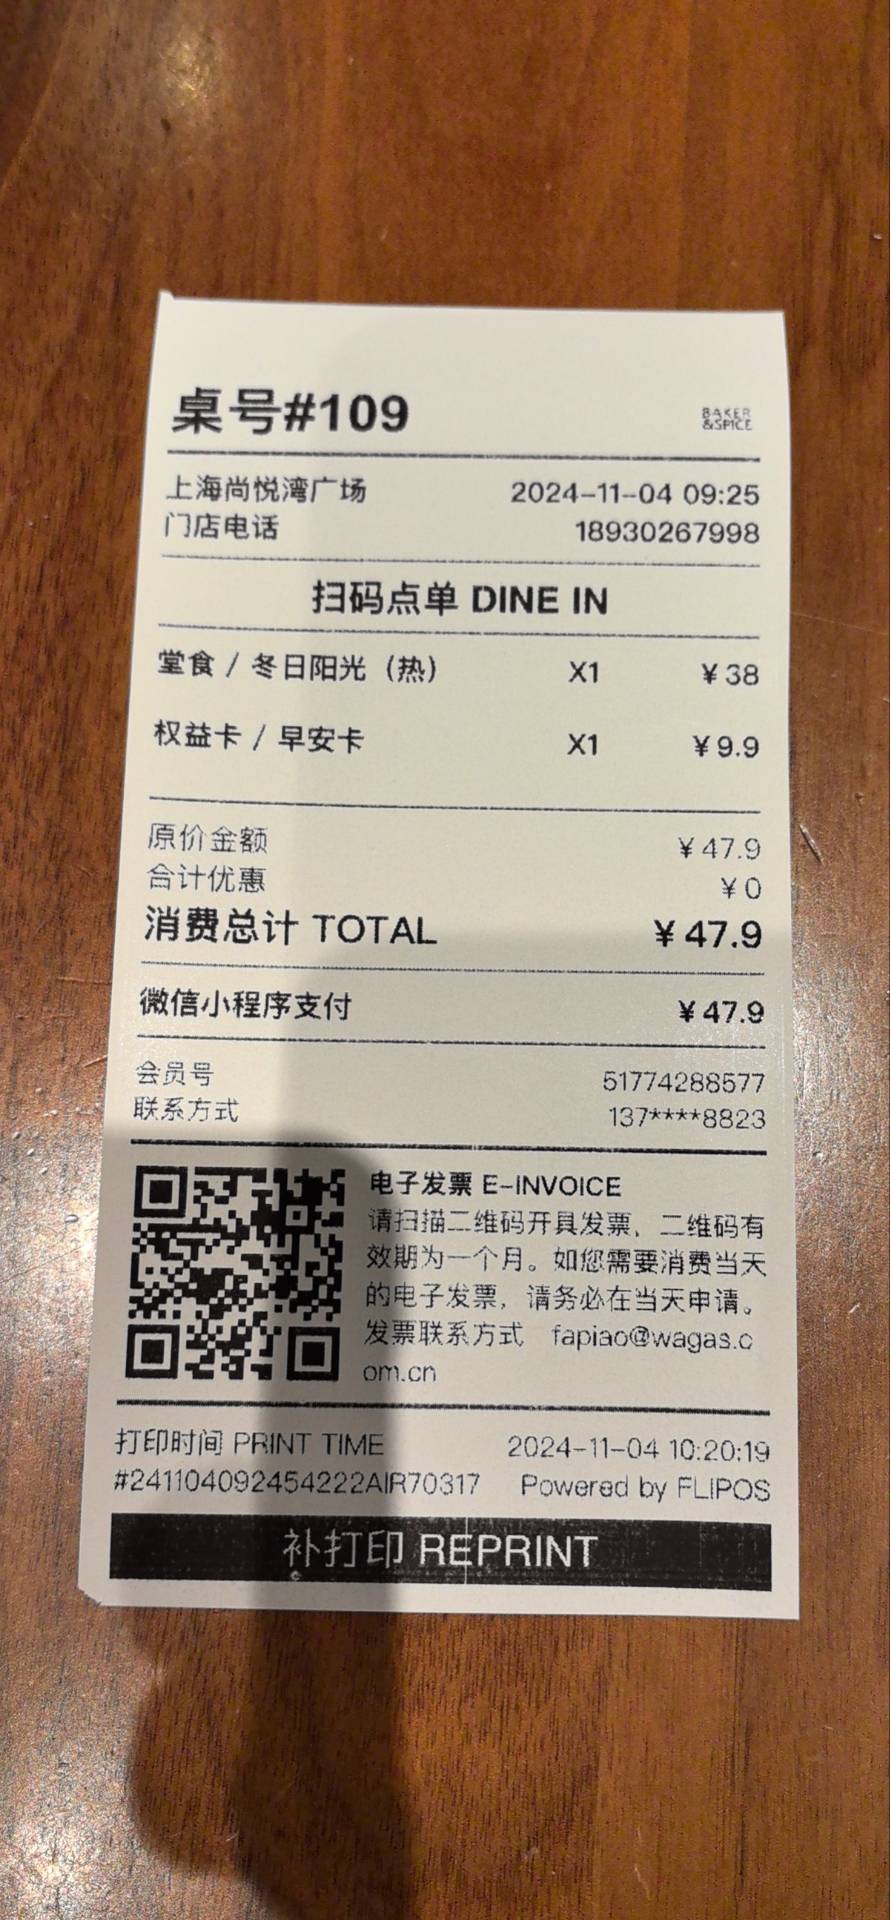 桌号#109
BAKER
&SPICE
上海尚悦湾广场 2024-11-04 09:25
门店电话 18930267998
扫码点单 DINE IN
堂食 / 冬日阳光（热） X1 ¥38
权益卡 / 早安卡 X1 ¥9.9
原价金额 ¥47.9
合计优惠 ¥0
消费总计 TOTAL ¥47.9
微信小程序支付 ¥47.9
会员号 51774288577
联系方式 137****8823
电子发票 E-INVOICE
请扫描二维码开具发票，二维码有
效期为一个月。如您需要消费当天
的电子发票，请务必在当天申请。
发票联系方式 fapiao@wagas.c
om.cn
打印时间 PRINT TIME 2024-11-04 10:20:19
#241104092454222AIR70317 Powered by FLIPOS
补打印 REPRINT